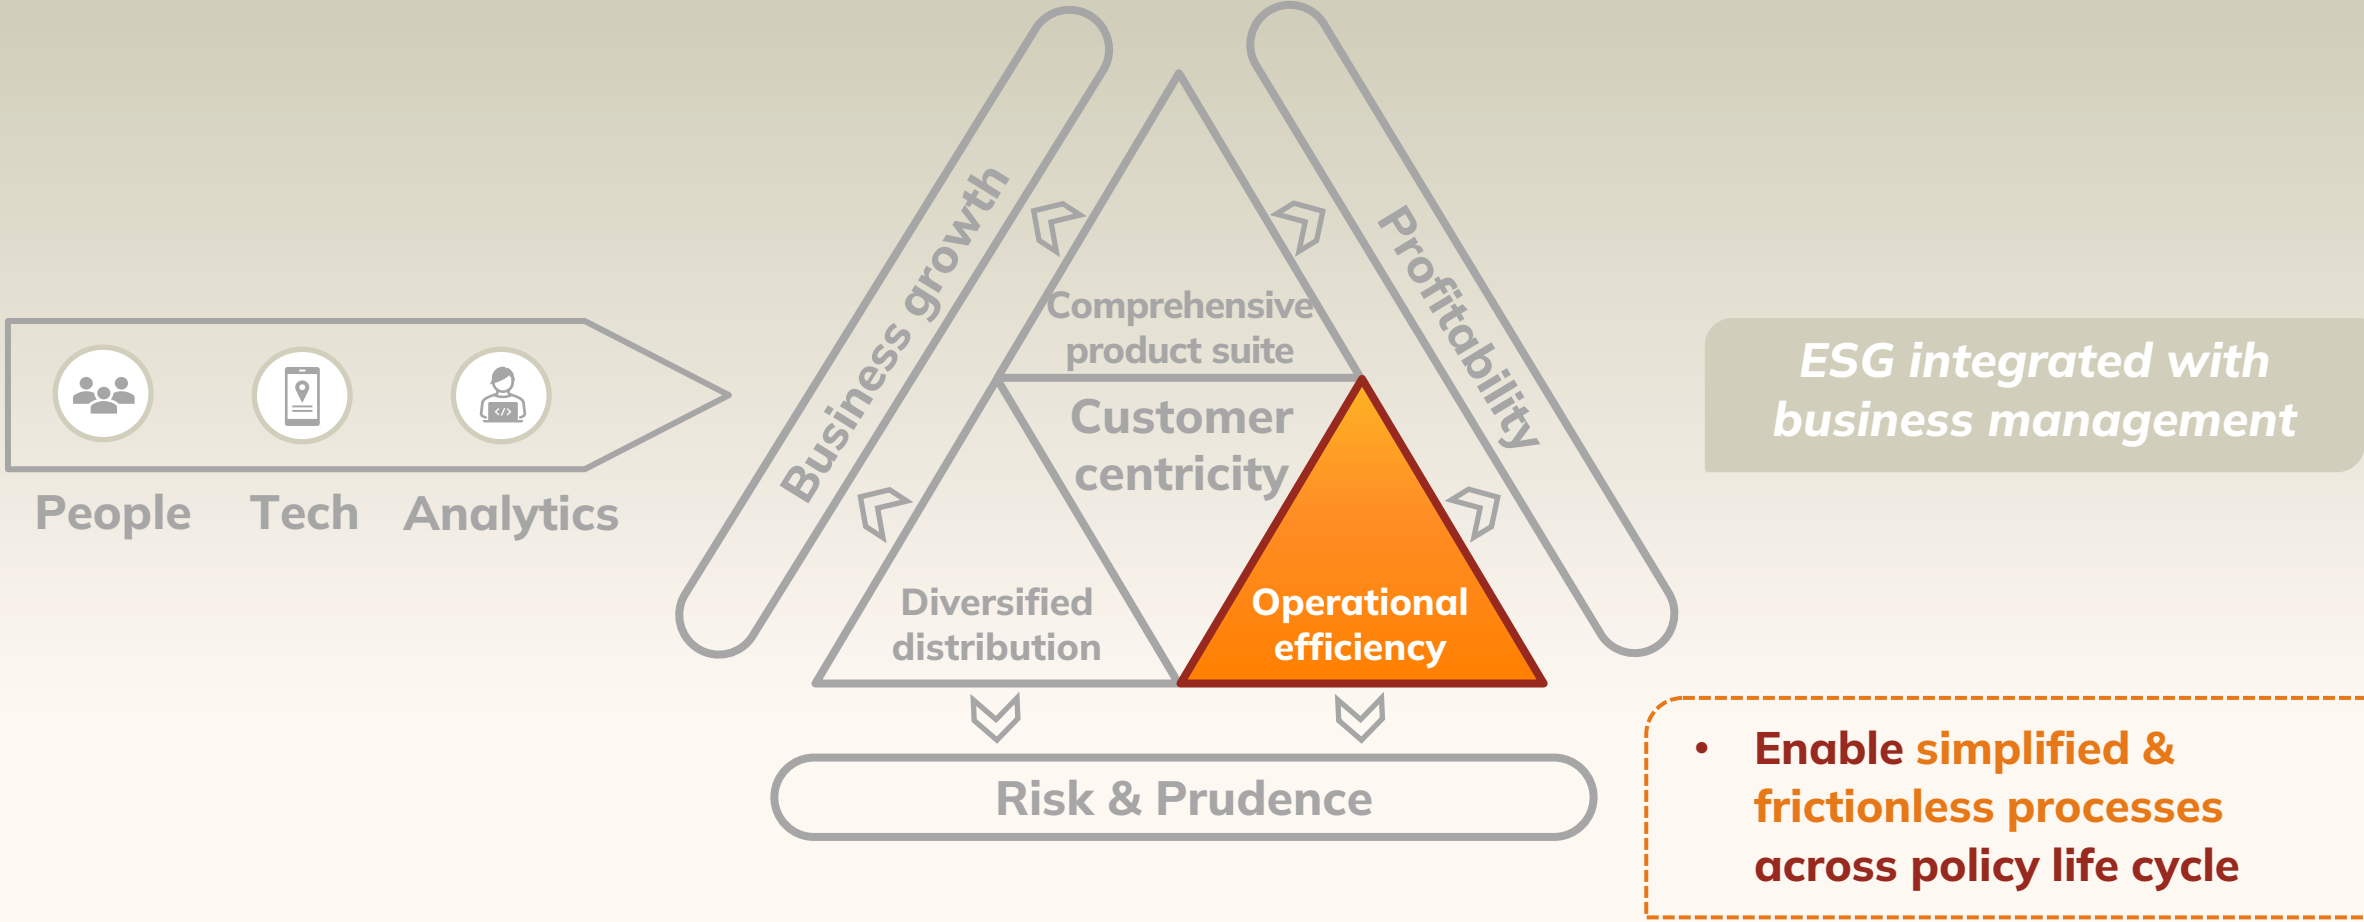 People
Tech
Analytics
Business growth
Profitability
Comprehensive
product suite
Customer
centricity
Diversified
distribution
Operational
efficiency
Risk & Prudence
ESG integrated with
business management
• Enable simplified &
frictionless processes
across policy life cycle